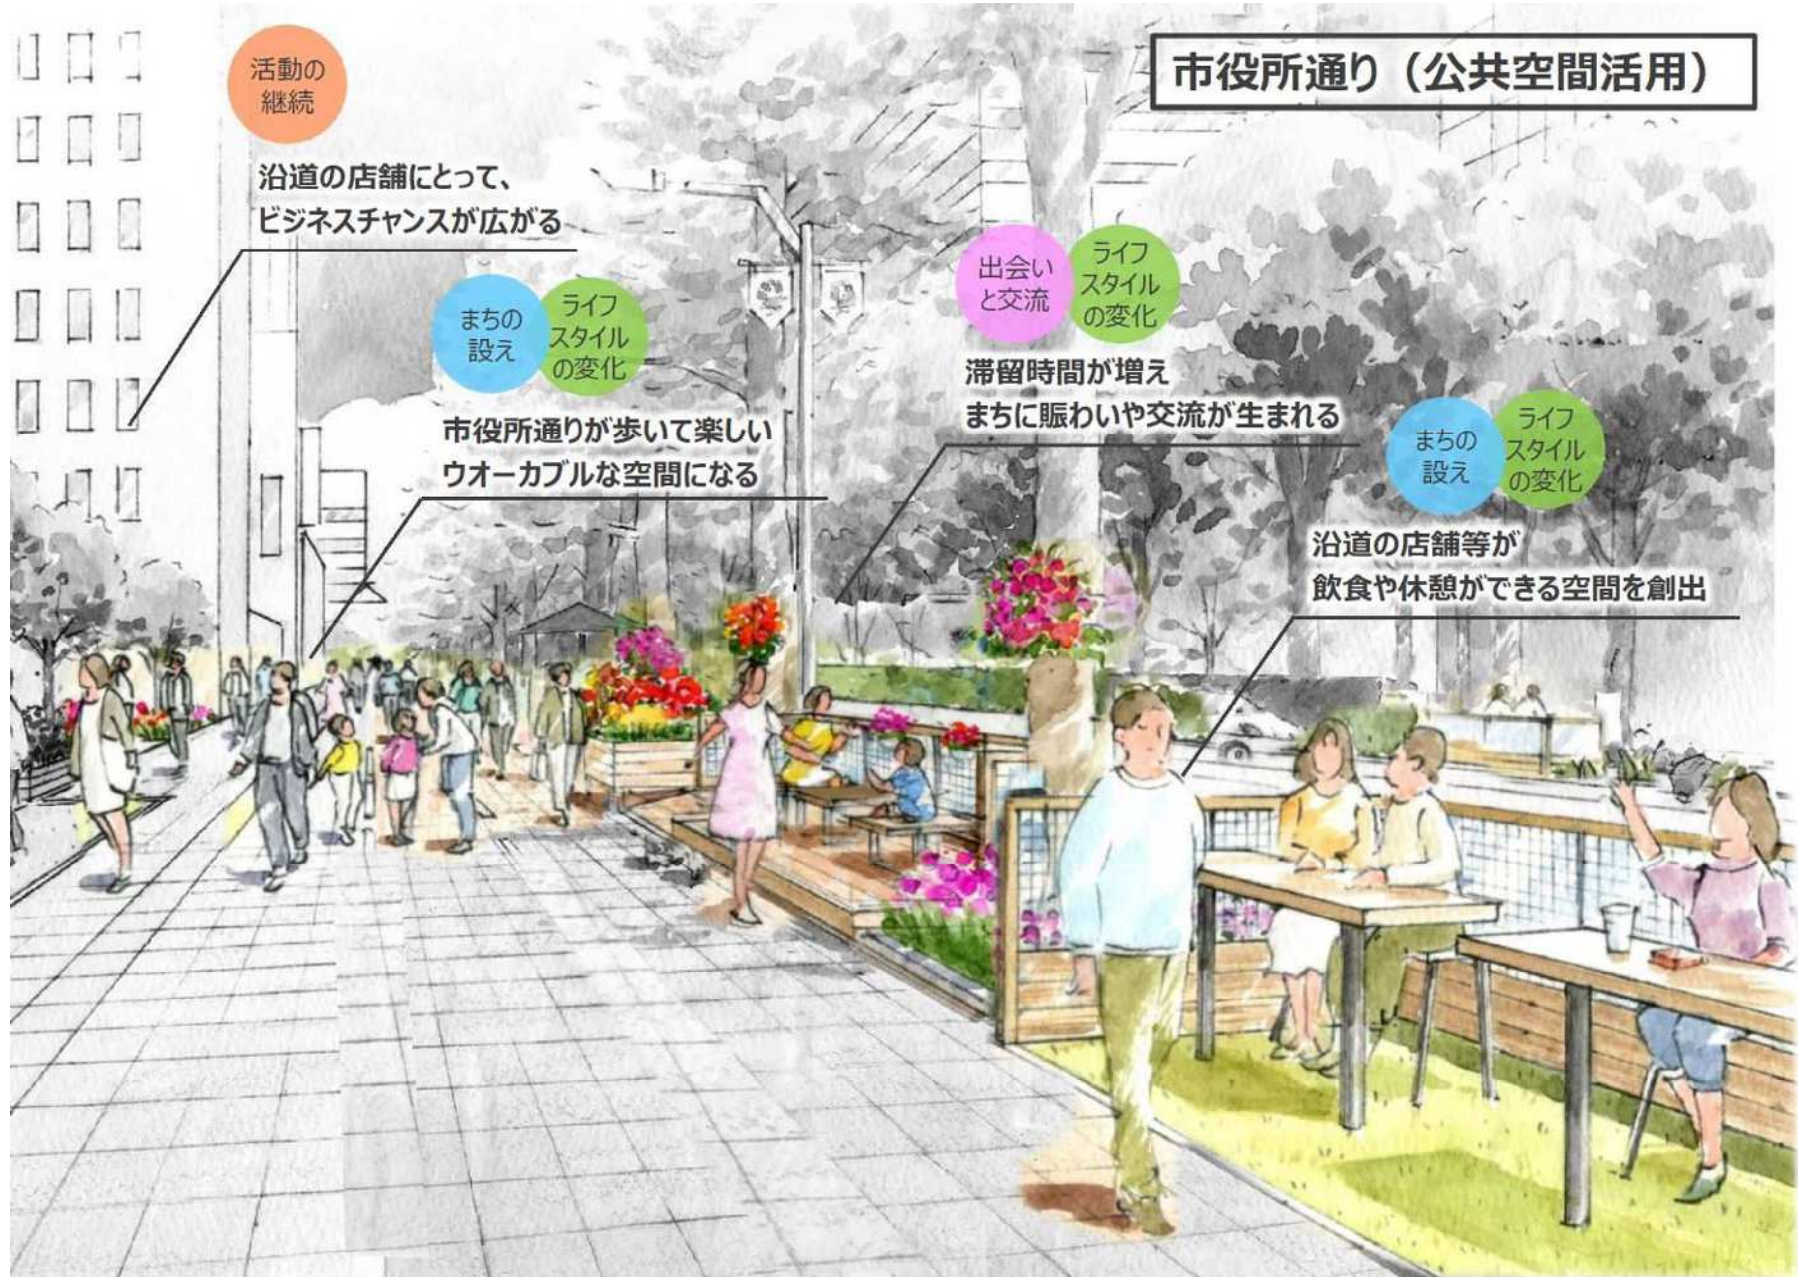 市役所通り（公共空間活用）
活動の
継続
沿道の店舗にとって、
ビジネスチャンスが広がる
まちの
設え
ライフ
スタイル
の変化
市役所通りが歩いて楽しい
ウオーカブルな空間になる
出会い
と交流
ライフ
スタイル
の変化
滞留時間が増え
まちに賑わいや交流が生まれる
まちの
設え
ライフ
スタイル
の変化
沿道の店舗等が
飲食や休憩ができる空間を創出